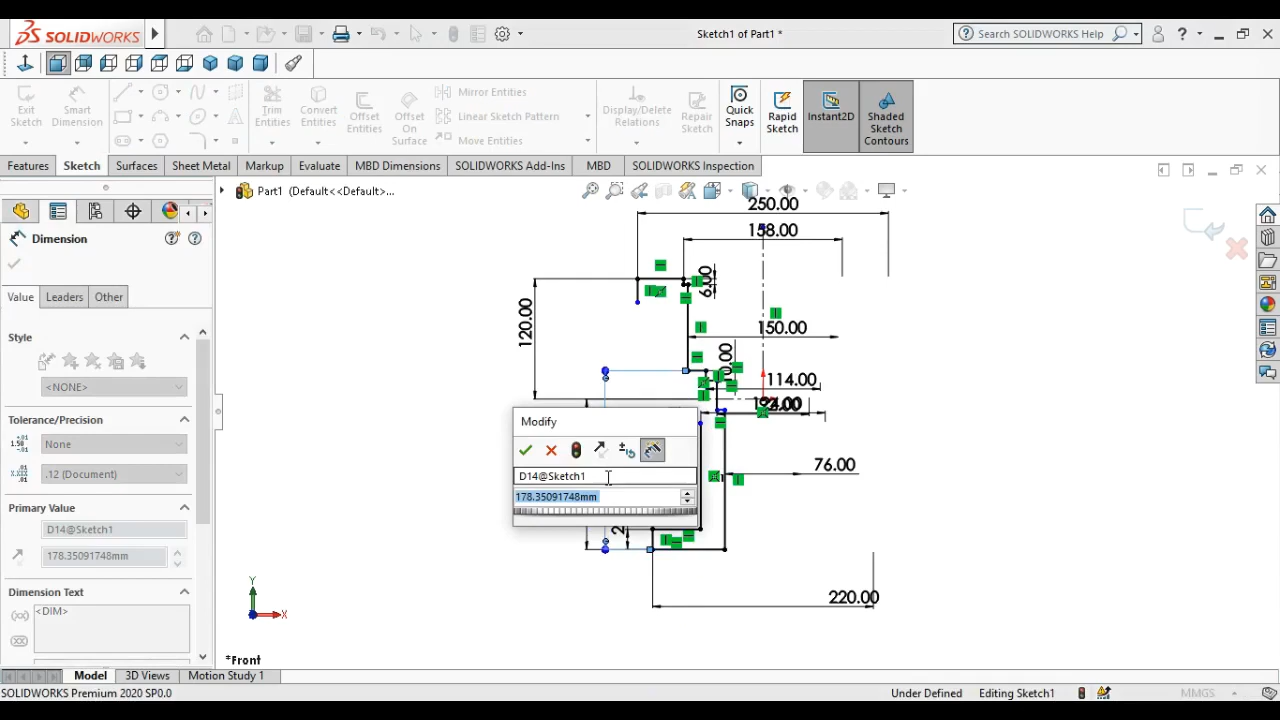 SOLIDWORKS
Sketch1 of Part1 *
Search SOLIDWORKS Help
Exit Sketch
Smart Dimension
Trim Entities
Convert Entities
Offset Entities
Offset On Surface
Mirror Entities
Linear Sketch Pattern
Move Entities
Display/Delete Relations
Repair Sketch
Quick Snaps
Rapid Sketch
Instant2D
Shaded Sketch Contours
Features
Sketch
Surfaces
Sheet Metal
Markup
Evaluate
MBD Dimensions
SOLIDWORKS Add-Ins
MBD
SOLIDWORKS Inspection
Part1 (Default<<Default>...
Dimension
Value
Leaders
Other
Style
<NONE>
Tolerance/Precision
None
.12 (Document)
Primary Value
D14@Sketch1
178.35091748mm
Dimension Text
<DIM>
250.00
158.00
6.00
120.00
150.00
114.00
76.00
220.00
Modify
D14@Sketch1
178.35091748mm
Y
X
*Front
Model
3D Views
Motion Study 1
SOLIDWORKS Premium 2020 SP0.0
Under Defined
Editing Sketch1
MMGS